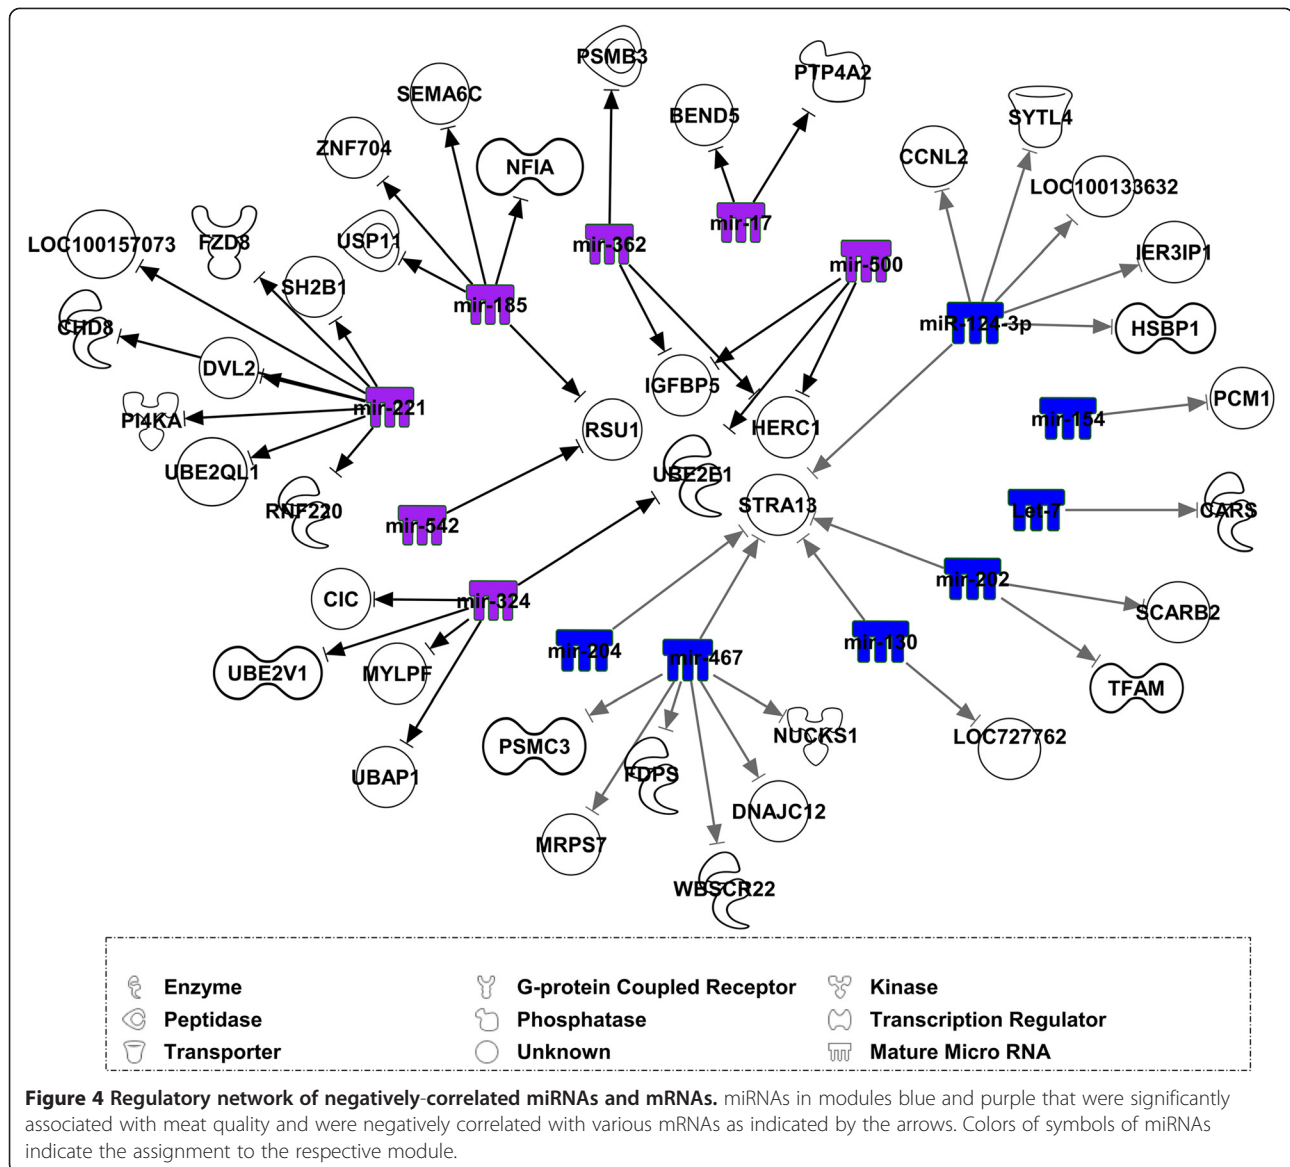 PSMB3
PTP4A2
SEMA6C
BEND5
SYTL4
ZNF704
NFIA
CCNL2
LOC100133632
mir-17
LOC100157073
FZD8
USP11
mir-362
mir-500
IER3IP1
SH2B1
mir-185
CHD8
miR-124-3p
HSBP1
DVL2
IGFBP5
PI4KA
mir-221
PCM1
mir-154
RSU1
HERC1
UBE2QL1
UBE2E1
RNF220
STRA13
Let-7
CARS
mir-542
mir-202
CIC
mir-324
SCARB2
mir-204
mir-467
mir-130
UBE2V1
MYLPF
TFAM
PSMC3
NUCKS1
LOC727762
UBAP1
FDPS
DNAJC12
MRPS7
WBSCR22
Enzyme
G-protein Coupled Receptor
Kinase
Peptidase
Phosphatase
Transcription Regulator
Transporter
Unknown
Mature Micro RNA
Figure 4 Regulatory network of negatively-correlated miRNAs and mRNAs. miRNAs in modules blue and purple that were significantly
associated with meat quality and were negatively correlated with various mRNAs as indicated by the arrows. Colors of symbols of miRNAs
indicate the assignment to the respective module.